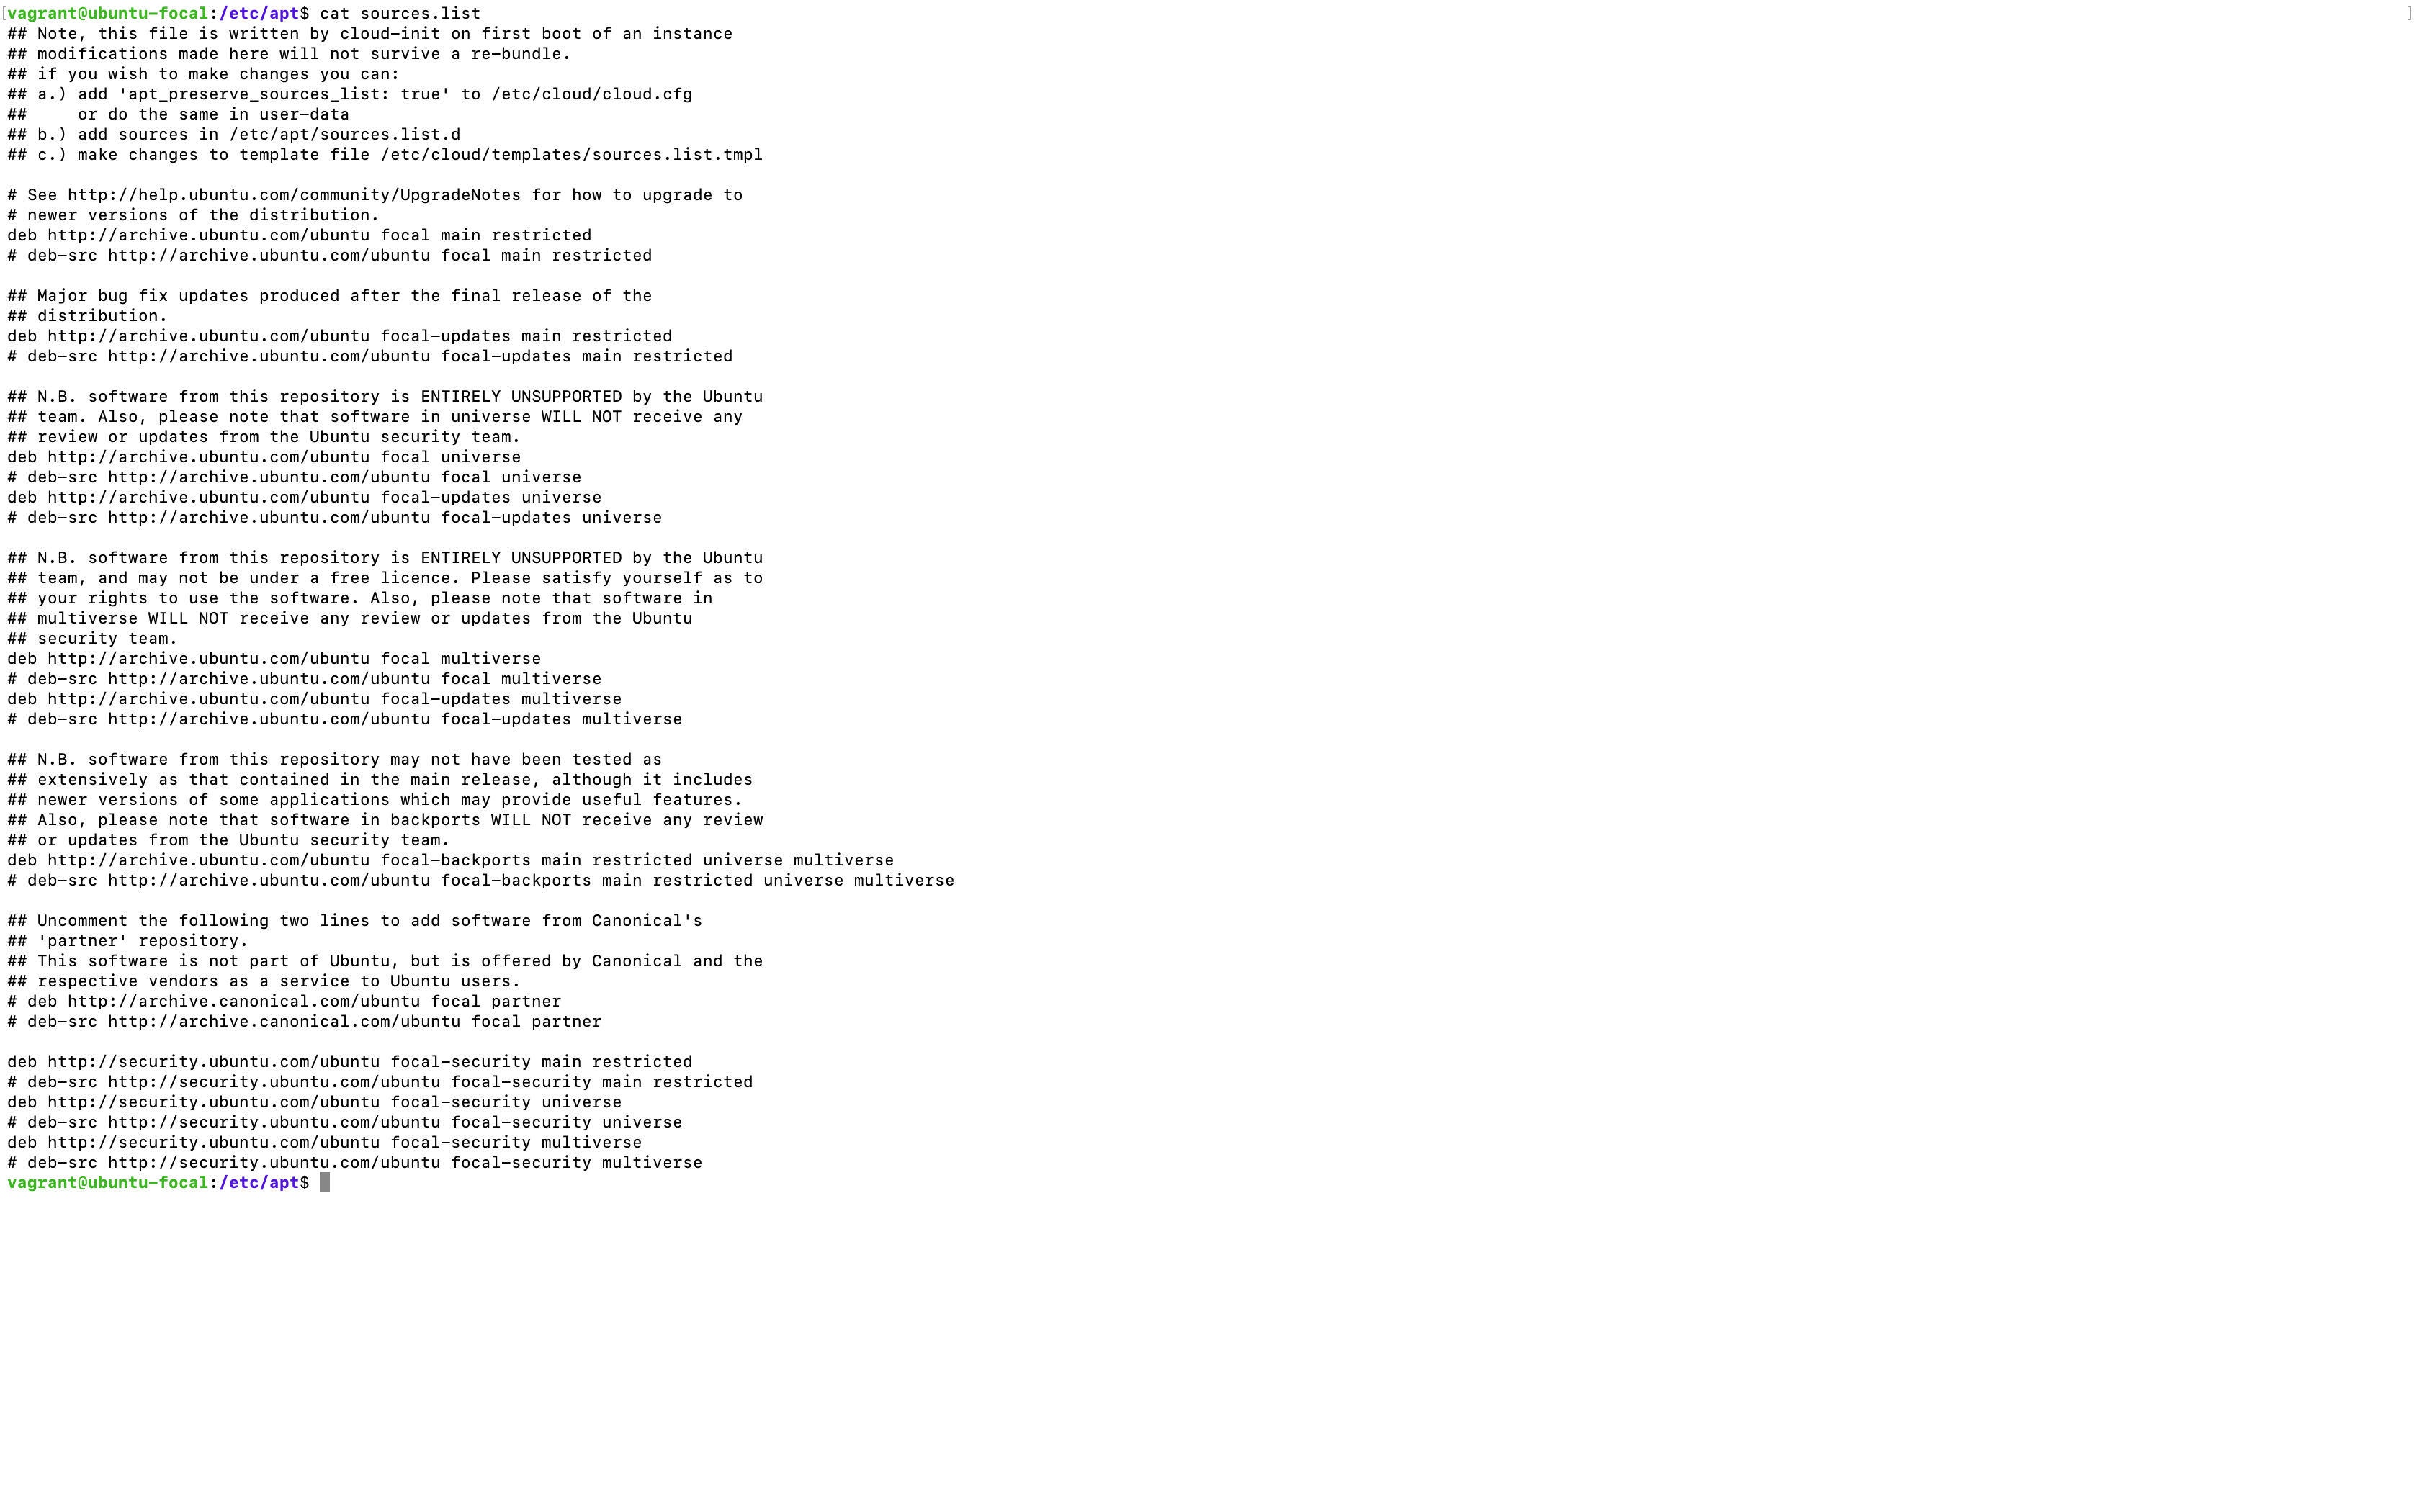 [vagrant@ubuntu-focal:/etc/apt$ cat sources.list ]
## Note, this file is written by cloud-init on first boot of an instance
## modifications made here will not survive a re-bundle.
## if you wish to make changes you can:
## a.) add 'apt_preserve_sources_list: true' to /etc/cloud/cloud.cfg
##     or do the same in user-data
## b.) add sources in /etc/apt/sources.list.d
## c.) make changes to template file /etc/cloud/templates/sources.list.tmpl

# See http://help.ubuntu.com/community/UpgradeNotes for how to upgrade to
# newer versions of the distribution.
deb http://archive.ubuntu.com/ubuntu focal main restricted
# deb-src http://archive.ubuntu.com/ubuntu focal main restricted

## Major bug fix updates produced after the final release of the
## distribution.
deb http://archive.ubuntu.com/ubuntu focal-updates main restricted
# deb-src http://archive.ubuntu.com/ubuntu focal-updates main restricted

## N.B. software from this repository is ENTIRELY UNSUPPORTED by the Ubuntu
## team. Also, please note that software in universe WILL NOT receive any
## review or updates from the Ubuntu security team.
deb http://archive.ubuntu.com/ubuntu focal universe
# deb-src http://archive.ubuntu.com/ubuntu focal universe
deb http://archive.ubuntu.com/ubuntu focal-updates universe
# deb-src http://archive.ubuntu.com/ubuntu focal-updates universe

## N.B. software from this repository is ENTIRELY UNSUPPORTED by the Ubuntu
## team, and may not be under a free licence. Please satisfy yourself as to
## your rights to use the software. Also, please note that software in
## multiverse WILL NOT receive any review or updates from the Ubuntu
## security team.
deb http://archive.ubuntu.com/ubuntu focal multiverse
# deb-src http://archive.ubuntu.com/ubuntu focal multiverse
deb http://archive.ubuntu.com/ubuntu focal-updates multiverse
# deb-src http://archive.ubuntu.com/ubuntu focal-updates multiverse

## N.B. software from this repository may not have been tested as
## extensively as that contained in the main release, although it includes
## newer versions of some applications which may provide useful features.
## Also, please note that software in backports WILL NOT receive any review
## or updates from the Ubuntu security team.
deb http://archive.ubuntu.com/ubuntu focal-backports main restricted universe multiverse
# deb-src http://archive.ubuntu.com/ubuntu focal-backports main restricted universe multiverse

## Uncomment the following two lines to add software from Canonical's
## 'partner' repository.
## This software is not part of Ubuntu, but is offered by Canonical and the
## respective vendors as a service to Ubuntu users.
# deb http://archive.canonical.com/ubuntu focal partner
# deb-src http://archive.canonical.com/ubuntu focal partner

deb http://security.ubuntu.com/ubuntu focal-security main restricted
# deb-src http://security.ubuntu.com/ubuntu focal-security main restricted
deb http://security.ubuntu.com/ubuntu focal-security universe
# deb-src http://security.ubuntu.com/ubuntu focal-security universe
deb http://security.ubuntu.com/ubuntu focal-security multiverse
# deb-src http://security.ubuntu.com/ubuntu focal-security multiverse
vagrant@ubuntu-focal:/etc/apt$